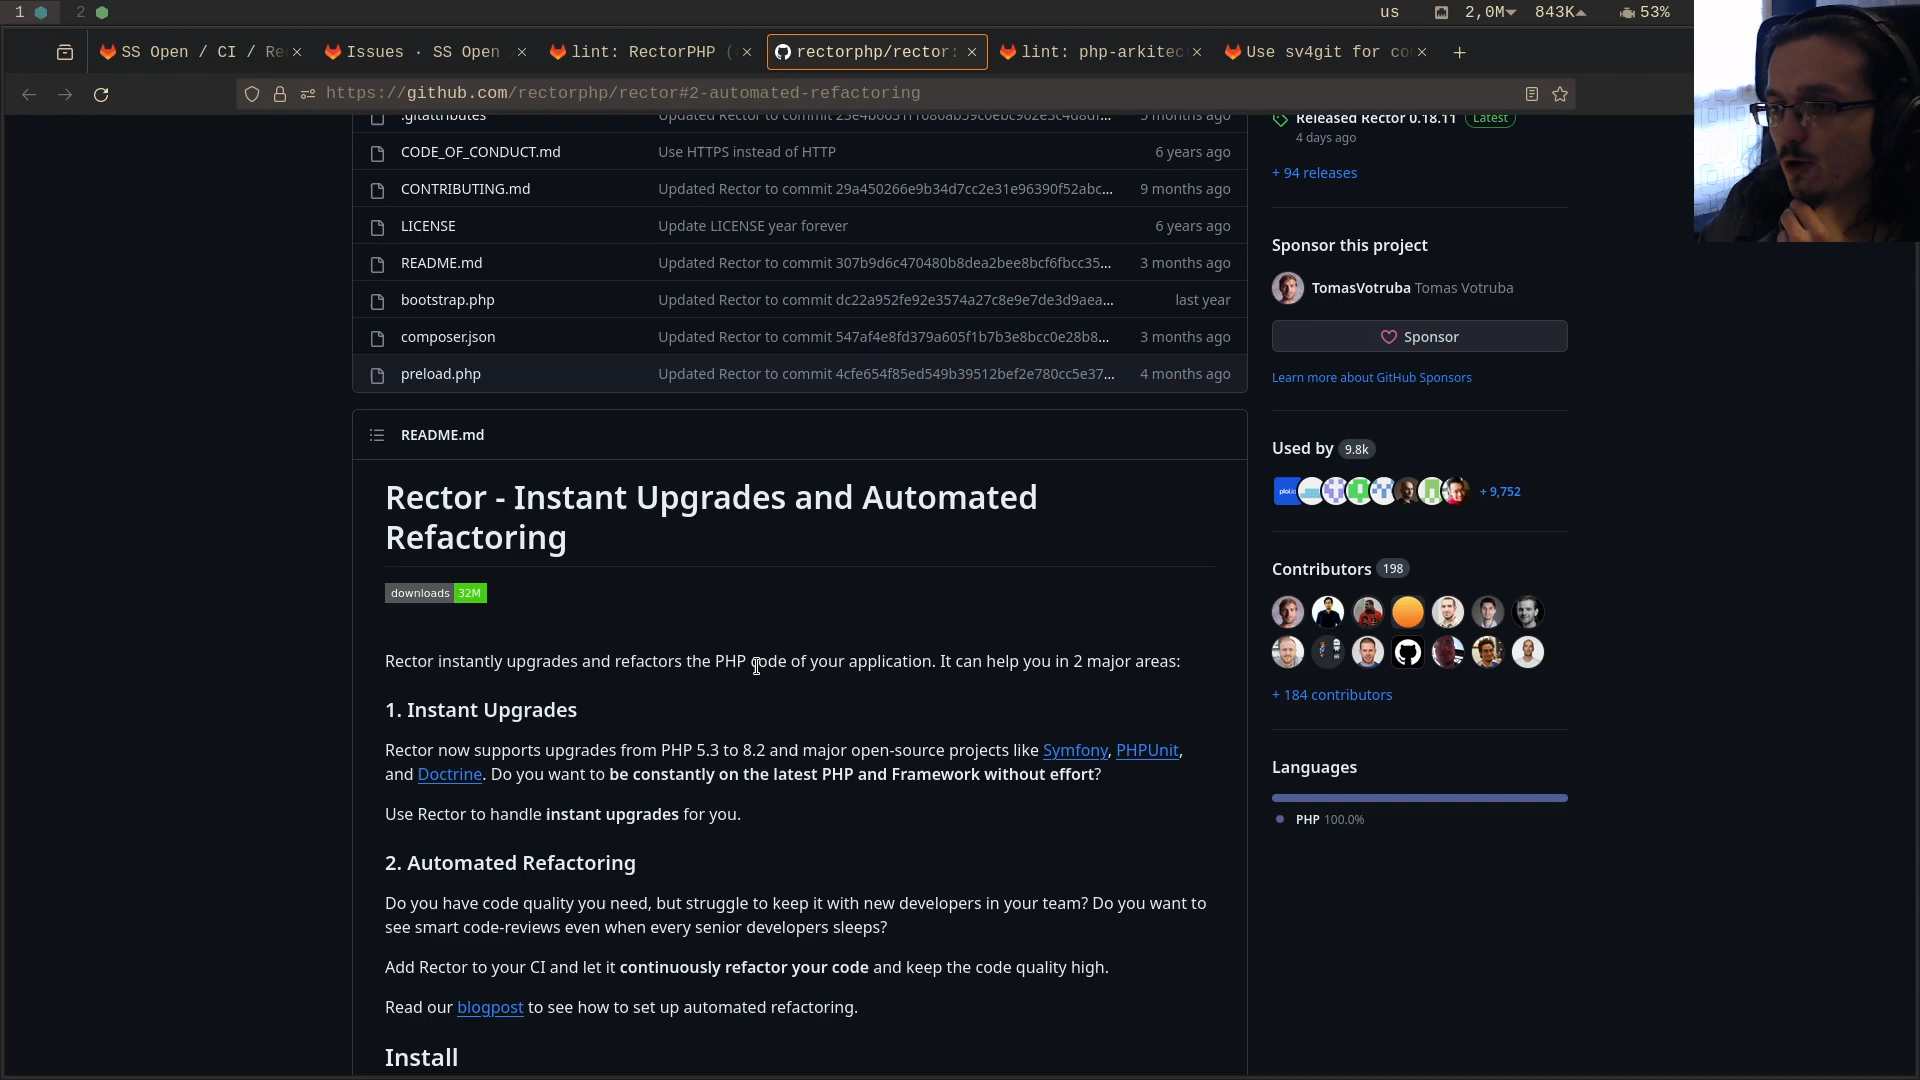 1 2 us 2,0M 843K 53%
SS Open / CI / Re Issues · SS Open lint: RectorPHP ( rectorphp/rector: lint: php-arkitec Use sv4git for co
https://github.com/rectorphp/rector#2-automated-refactoring
.gitattributes 5 months ago
CODE_OF_CONDUCT.md Use HTTPS instead of HTTP 6 years ago
CONTRIBUTING.md Updated Rector to commit 29a450266e9b34d7cc2e31e96390f52abc... 9 months ago
LICENSE Update LICENSE year forever 6 years ago
README.md Updated Rector to commit 307b9d6c470480b8dea2bee8bcf6fbcc35... 3 months ago
bootstrap.php Updated Rector to commit dc22a952fe92e3574a27c8e9e7de3d9aea... last year
composer.json Updated Rector to commit 547af4e8fd379a605f1b7b3e8bcc0e28b8... 3 months ago
preload.php Updated Rector to commit 4cfe654f85ed549b39512bef2e780cc5e37... 4 months ago
README.md
Rector - Instant Upgrades and Automated
Refactoring
downloads 32M
Rector instantly upgrades and refactors the PHP code of your application. It can help you in 2 major areas:
1. Instant Upgrades
Rector now supports upgrades from PHP 5.3 to 8.2 and major open-source projects like Symfony, PHPUnit,
and Doctrine. Do you want to be constantly on the latest PHP and Framework without effort?
Use Rector to handle instant upgrades for you.
2. Automated Refactoring
Do you have code quality you need, but struggle to keep it with new developers in your team? Do you want to
see smart code-reviews even when every senior developers sleeps?
Add Rector to your CI and let it continuously refactor your code and keep the code quality high.
Read our blogpost to see how to set up automated refactoring.
Install
Released Rector 0.18.11 Latest
4 days ago
+ 94 releases
Sponsor this project
TomasVotruba Tomas Votruba
Sponsor
Learn more about GitHub Sponsors
Used by 9.8k
+ 9,752
Contributors 198
+ 184 contributors
Languages
PHP 100.0%